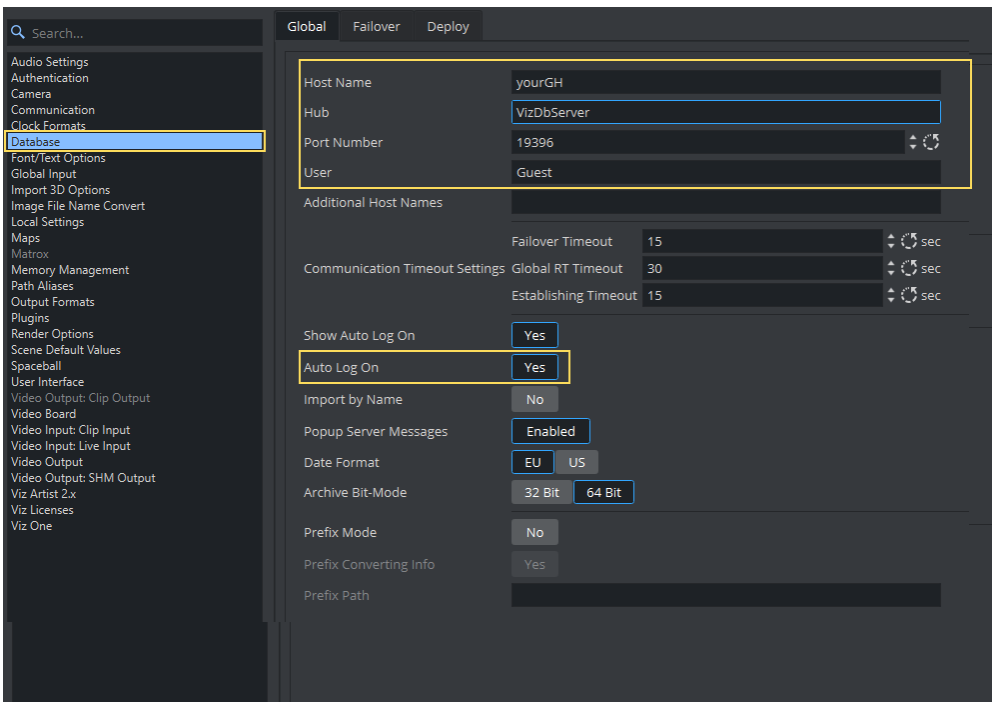 Search...
Audio Settings
Authentication
Camera
Communication
Clock Formats
Database
Font/Text Options
Global Input
Import 3D Options
Image File Name Convert
Local Settings
Maps
Matrox
Memory Management
Path Aliases
Output Formats
Plugins
Render Options
Scene Default Values
Spaceball
User Interface
Video Output: Clip Output
Video Board
Video Input: Clip Input
Video Input: Live Input
Video Output
Video Output: SHM Output
Viz Artist 2.x
Viz Licenses
Viz One
Global Failover Deploy
Host Name yourGH
Hub VizDbServer
Port Number 19396
User Guest
Additional Host Names
Failover Timeout 15 sec
Communication Timeout Settings Global RT Timeout 30 sec
Establishing Timeout 15 sec
Show Auto Log On Yes
Auto Log On Yes
Import by Name No
Popup Server Messages Enabled
Date Format EU US
Archive Bit-Mode 32 Bit 64 Bit
Prefix Mode No
Prefix Converting Info Yes
Prefix Path